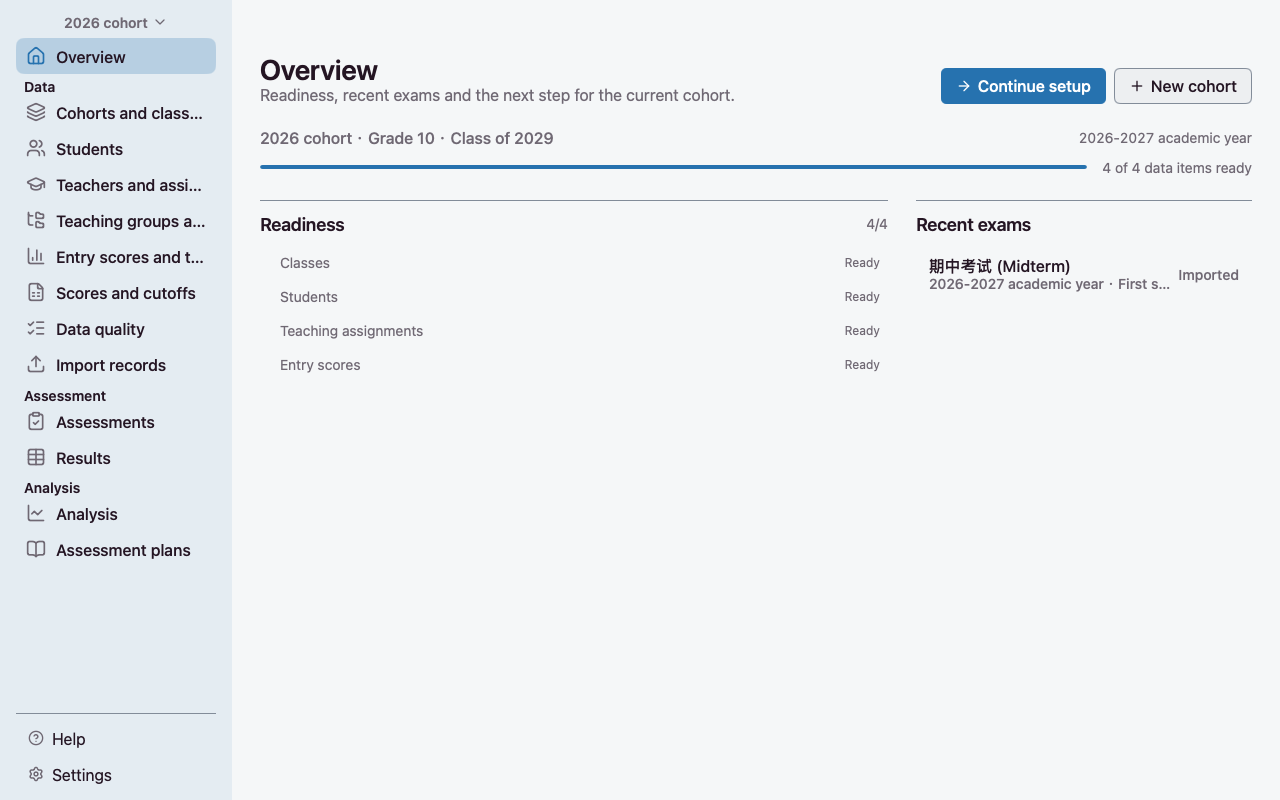 2026 cohort
Overview
Data
Cohorts and class...
Students
Teachers and assi...
Teaching groups a...
Entry scores and t...
Scores and cutoffs
Data quality
Import records
Assessment
Assessments
Results
Analysis
Analysis
Assessment plans
Help
Settings
Overview
Readiness, recent exams and the next step for the current cohort.
Continue setup
New cohort
2026 cohort · Grade 10 · Class of 2029
2026-2027 academic year
4 of 4 data items ready
Readiness 4/4
Classes Ready
Students Ready
Teaching assignments Ready
Entry scores Ready
Recent exams
期中考试 (Midterm)
2026-2027 academic year · First s...
Imported